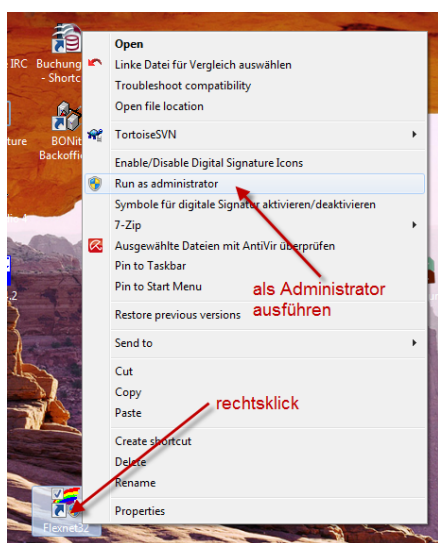 IRC
Buchung
- Shortc
ture
BONit
Backoffi
.2
Open
Linke Datei für Vergleich auswählen
Troubleshoot compatibility
Open file location
TortoiseSVN
Enable/Disable Digital Signature Icons
Run as administrator
Symbole für digitale Signatur aktivieren/deaktivieren
7-Zip
Ausgewählte Dateien mit AntiVir überprüfen
Pin to Taskbar
Pin to Start Menu
als Administrator
ausführen
Restore previous versions
Send to
Cut
Copy
rechtsklick
Paste
Create shortcut
Delete
Rename
Properties
Flexnet32